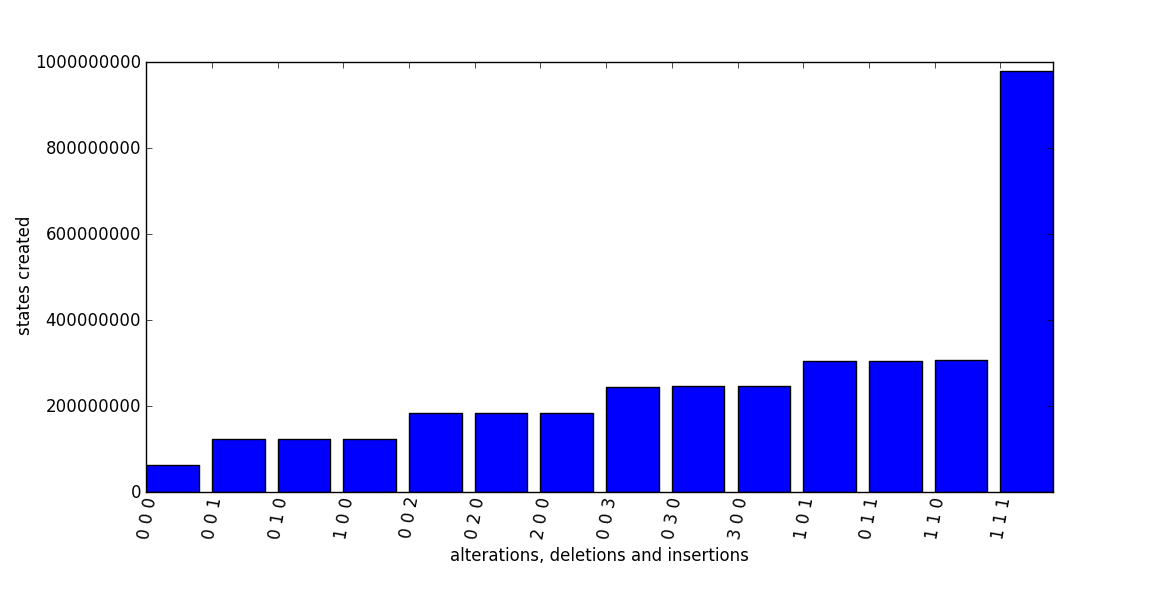 1000000000
800000000
600000000
400000000
200000000
0
states created
0 0 0
0 0 1
0 1 0
1 0 0
0 0 2
0 2 0
2 0 0
0 0 3
0 3 0
3 0 0
1 0 1
0 1 1
1 1 0
1 1 1
alterations, deletions and insertions